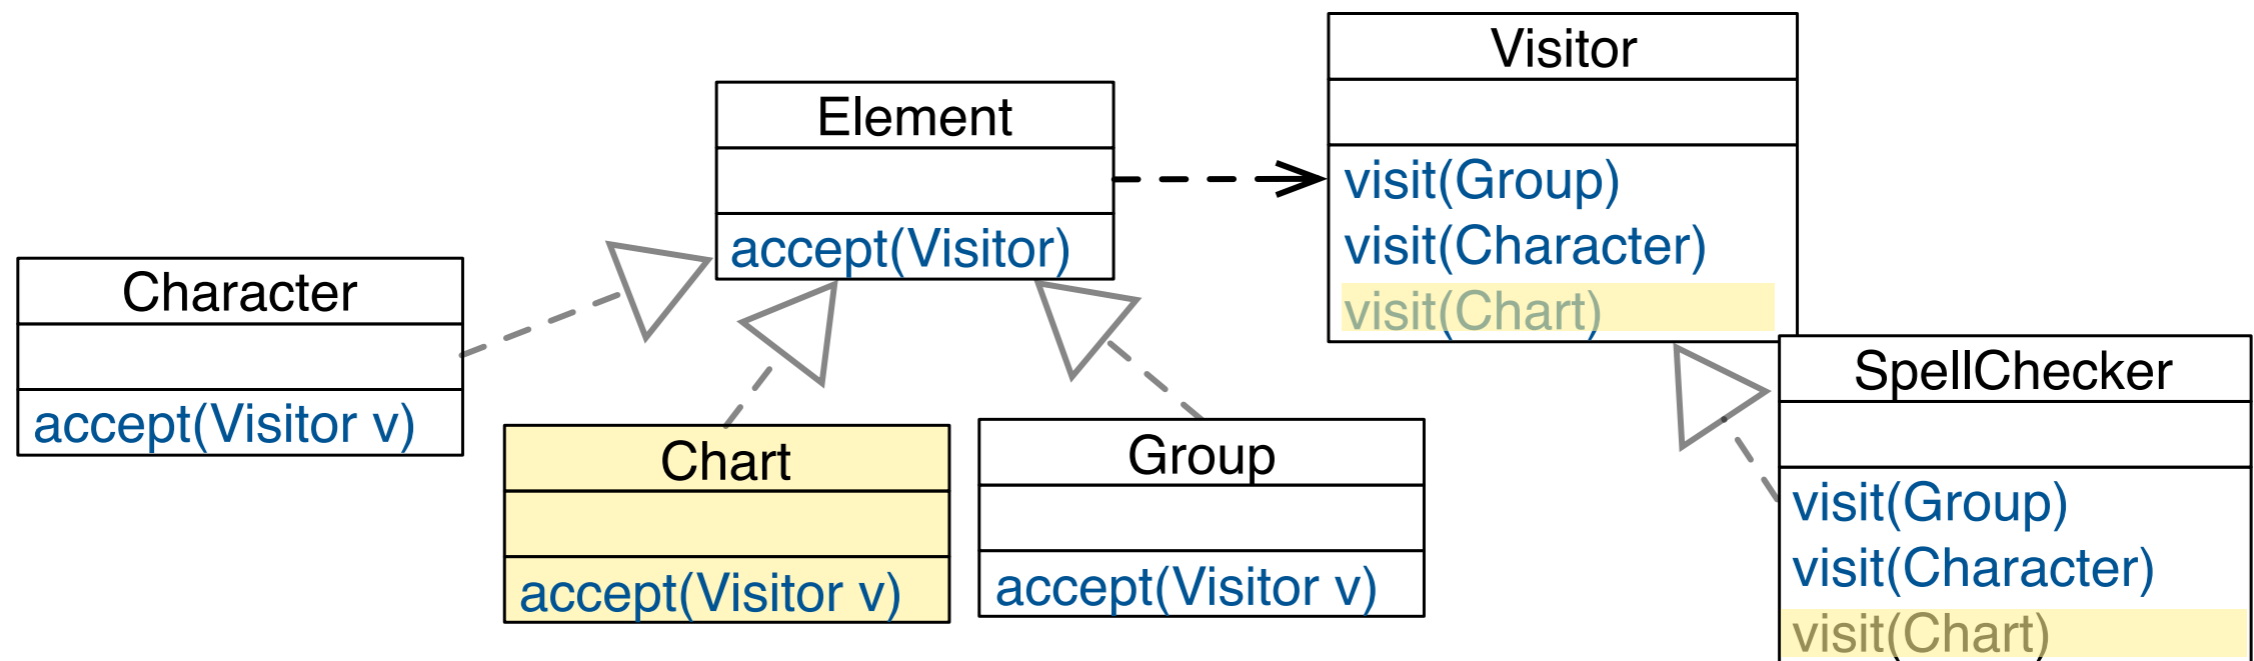 Visitor
visit(Group)
visit(Character)
visit(Chart)
Element
accept(Visitor)
Character
accept(Visitor v)
Chart
accept(Visitor v)
Group
accept(Visitor v)
SpellChecker
visit(Group)
visit(Character)
visit(Chart)